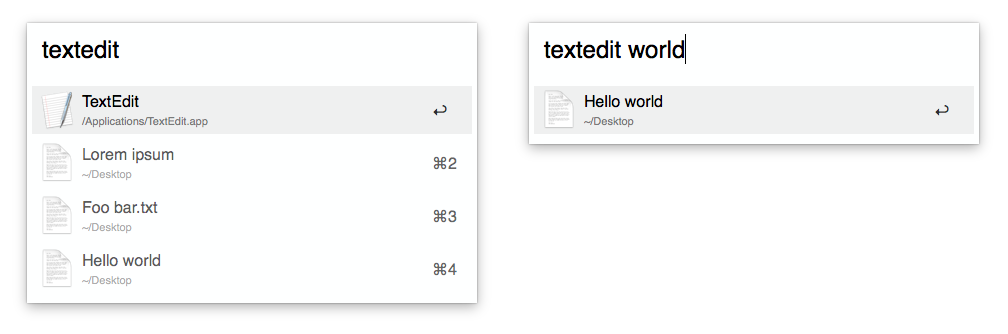 textedit
TextEdit
/Applications/TextEdit.app
↩
Lorem ipsum
~/Desktop
⌘2
Foo bar.txt
~/Desktop
⌘3
Hello world
~/Desktop
⌘4
textedit world
Hello world
~/Desktop
↩